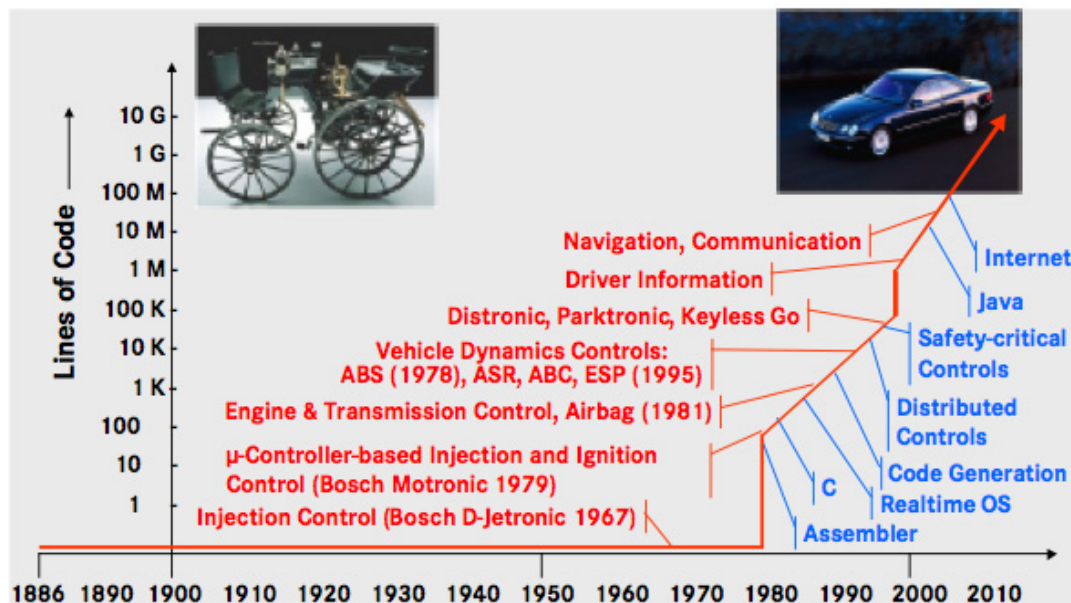 Lines of Code
10 G
1 G
100 M
10 M
1 M
100 K
10 K
1 K
100
10
1
Navigation, Communication
Driver Information
Distronic, Parktronic, Keyless Go
Vehicle Dynamics Controls:
ABS (1978), ASR, ABC, ESP (1995)
Engine & Transmission Control, Airbag (1981)
µ-Controller-based Injection and Ignition
Control (Bosch Motronic 1979)
Injection Control (Bosch D-Jetronic 1967)
Internet
Java
Safety-critical
Controls
Distributed
Controls
Code Generation
Realtime OS
C
Assembler
1886 1890 1900 1910 1920 1930 1940 1950 1960 1970 1980 1990 2000 2010